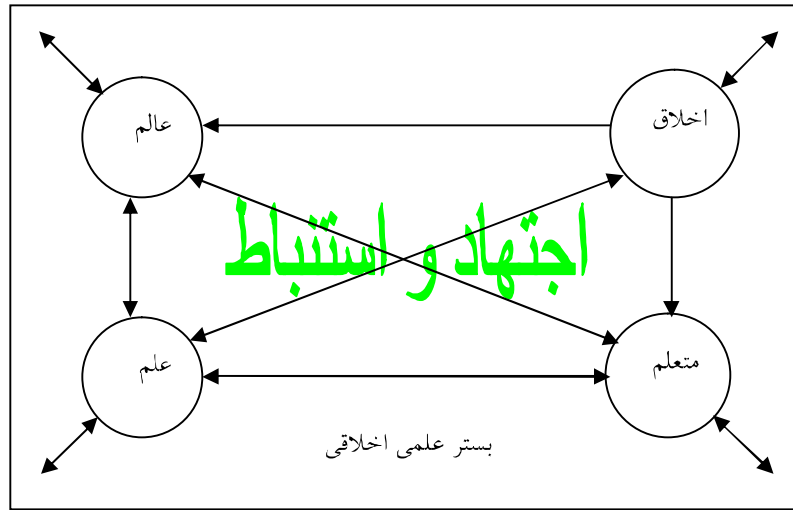 اخلاق
عالم
اجتهاد و استنباط
متعلم
علم
بستر علمی اخلاقی